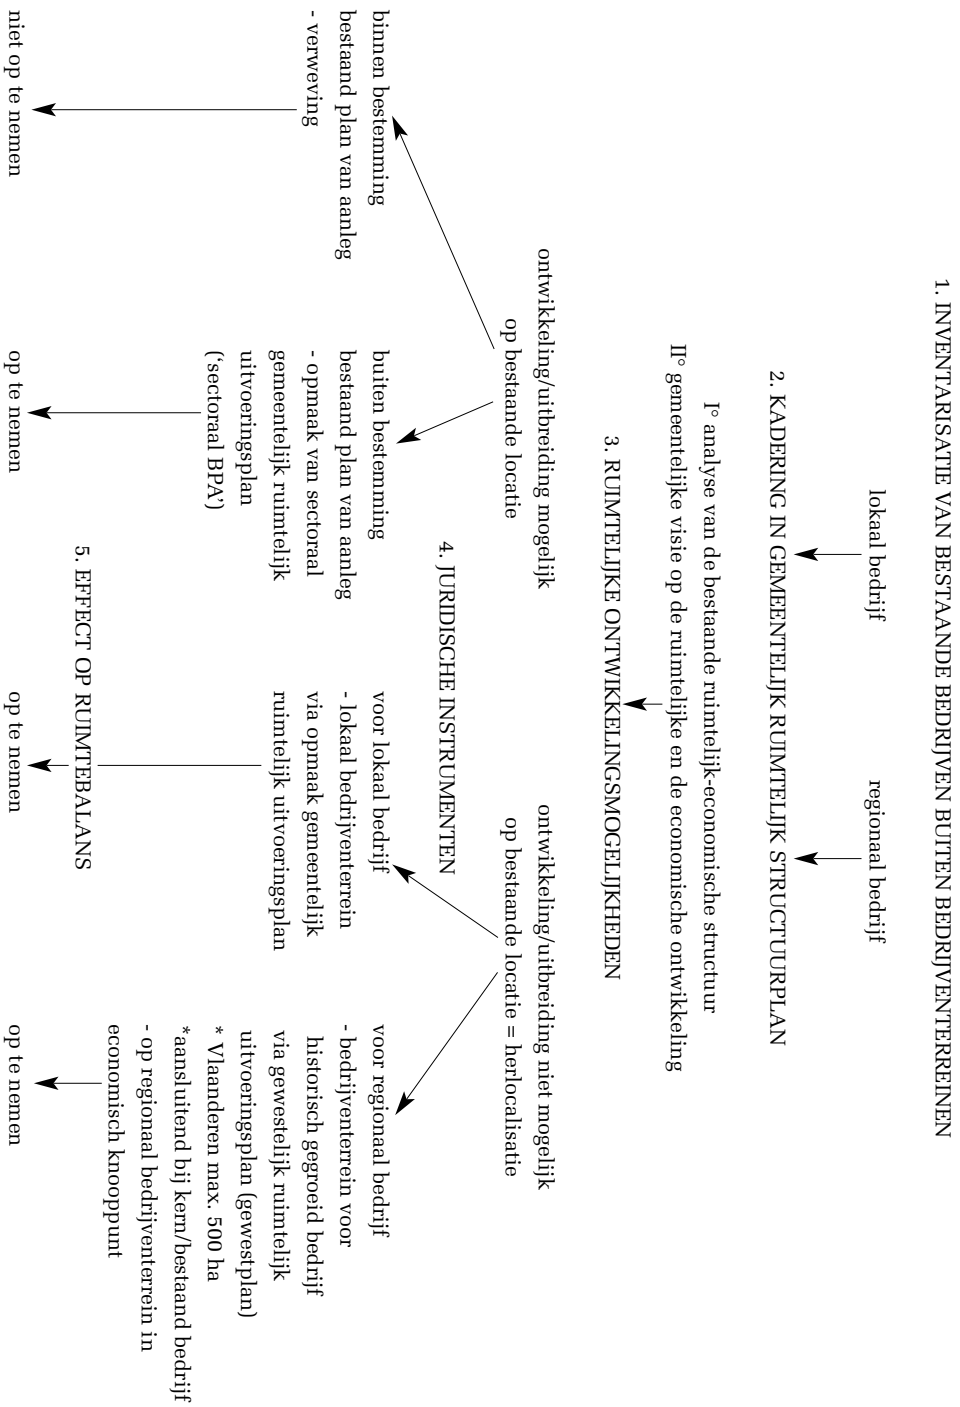 1. INVENTARISATIE VAN BESTAANDE BEDRIJVEN BUITEN BEDRIJVENTERREINEN
lokaal bedrijf
regionaal bedrijf
2. KADERING IN GEMEENTELIJK RUIMTELIJK STRUCTUURPLAN
I° analyse van de bestaande ruimtelijk-economische structuur
II° gemeentelijke visie op de ruimtelijke en de economische ontwikkeling
3. RUIMTELIJKE ONTWIKKELINGSMOGELIJKHEDEN
ontwikkeling/uitbreiding mogelijk
op bestaande locatie
ontwikkeling/uitbreiding niet mogelijk
op bestaande locatie = herlocalisatie
4. JURIDISCHE INSTRUMENTEN
binnen bestemming
bestaand plan van aanleg
- verweving
buiten bestemming
bestaand plan van aanleg
- opmaak van sectoraal
gemeentelijk ruimtelijk
uitvoeringsplan
(‘sectoraal BPA’)
voor lokaal bedrijf
- lokaal bedrijventerrein
via opmaak gemeentelijk
ruimtelijk uitvoeringsplan
voor regionaal bedrijf
- bedrijventerrein voor
historisch gegroeid bedrijf
via gewestelijk ruimtelijk
uitvoeringsplan (gewestplan)
* Vlaanderen max. 500 ha
*aansluitend bij kern/bestaand bedrijf
- op regionaal bedrijventerrein in
economisch knooppunt
5. EFFECT OP RUIMTEBALANS
niet op te nemen
op te nemen
op te nemen
op te nemen